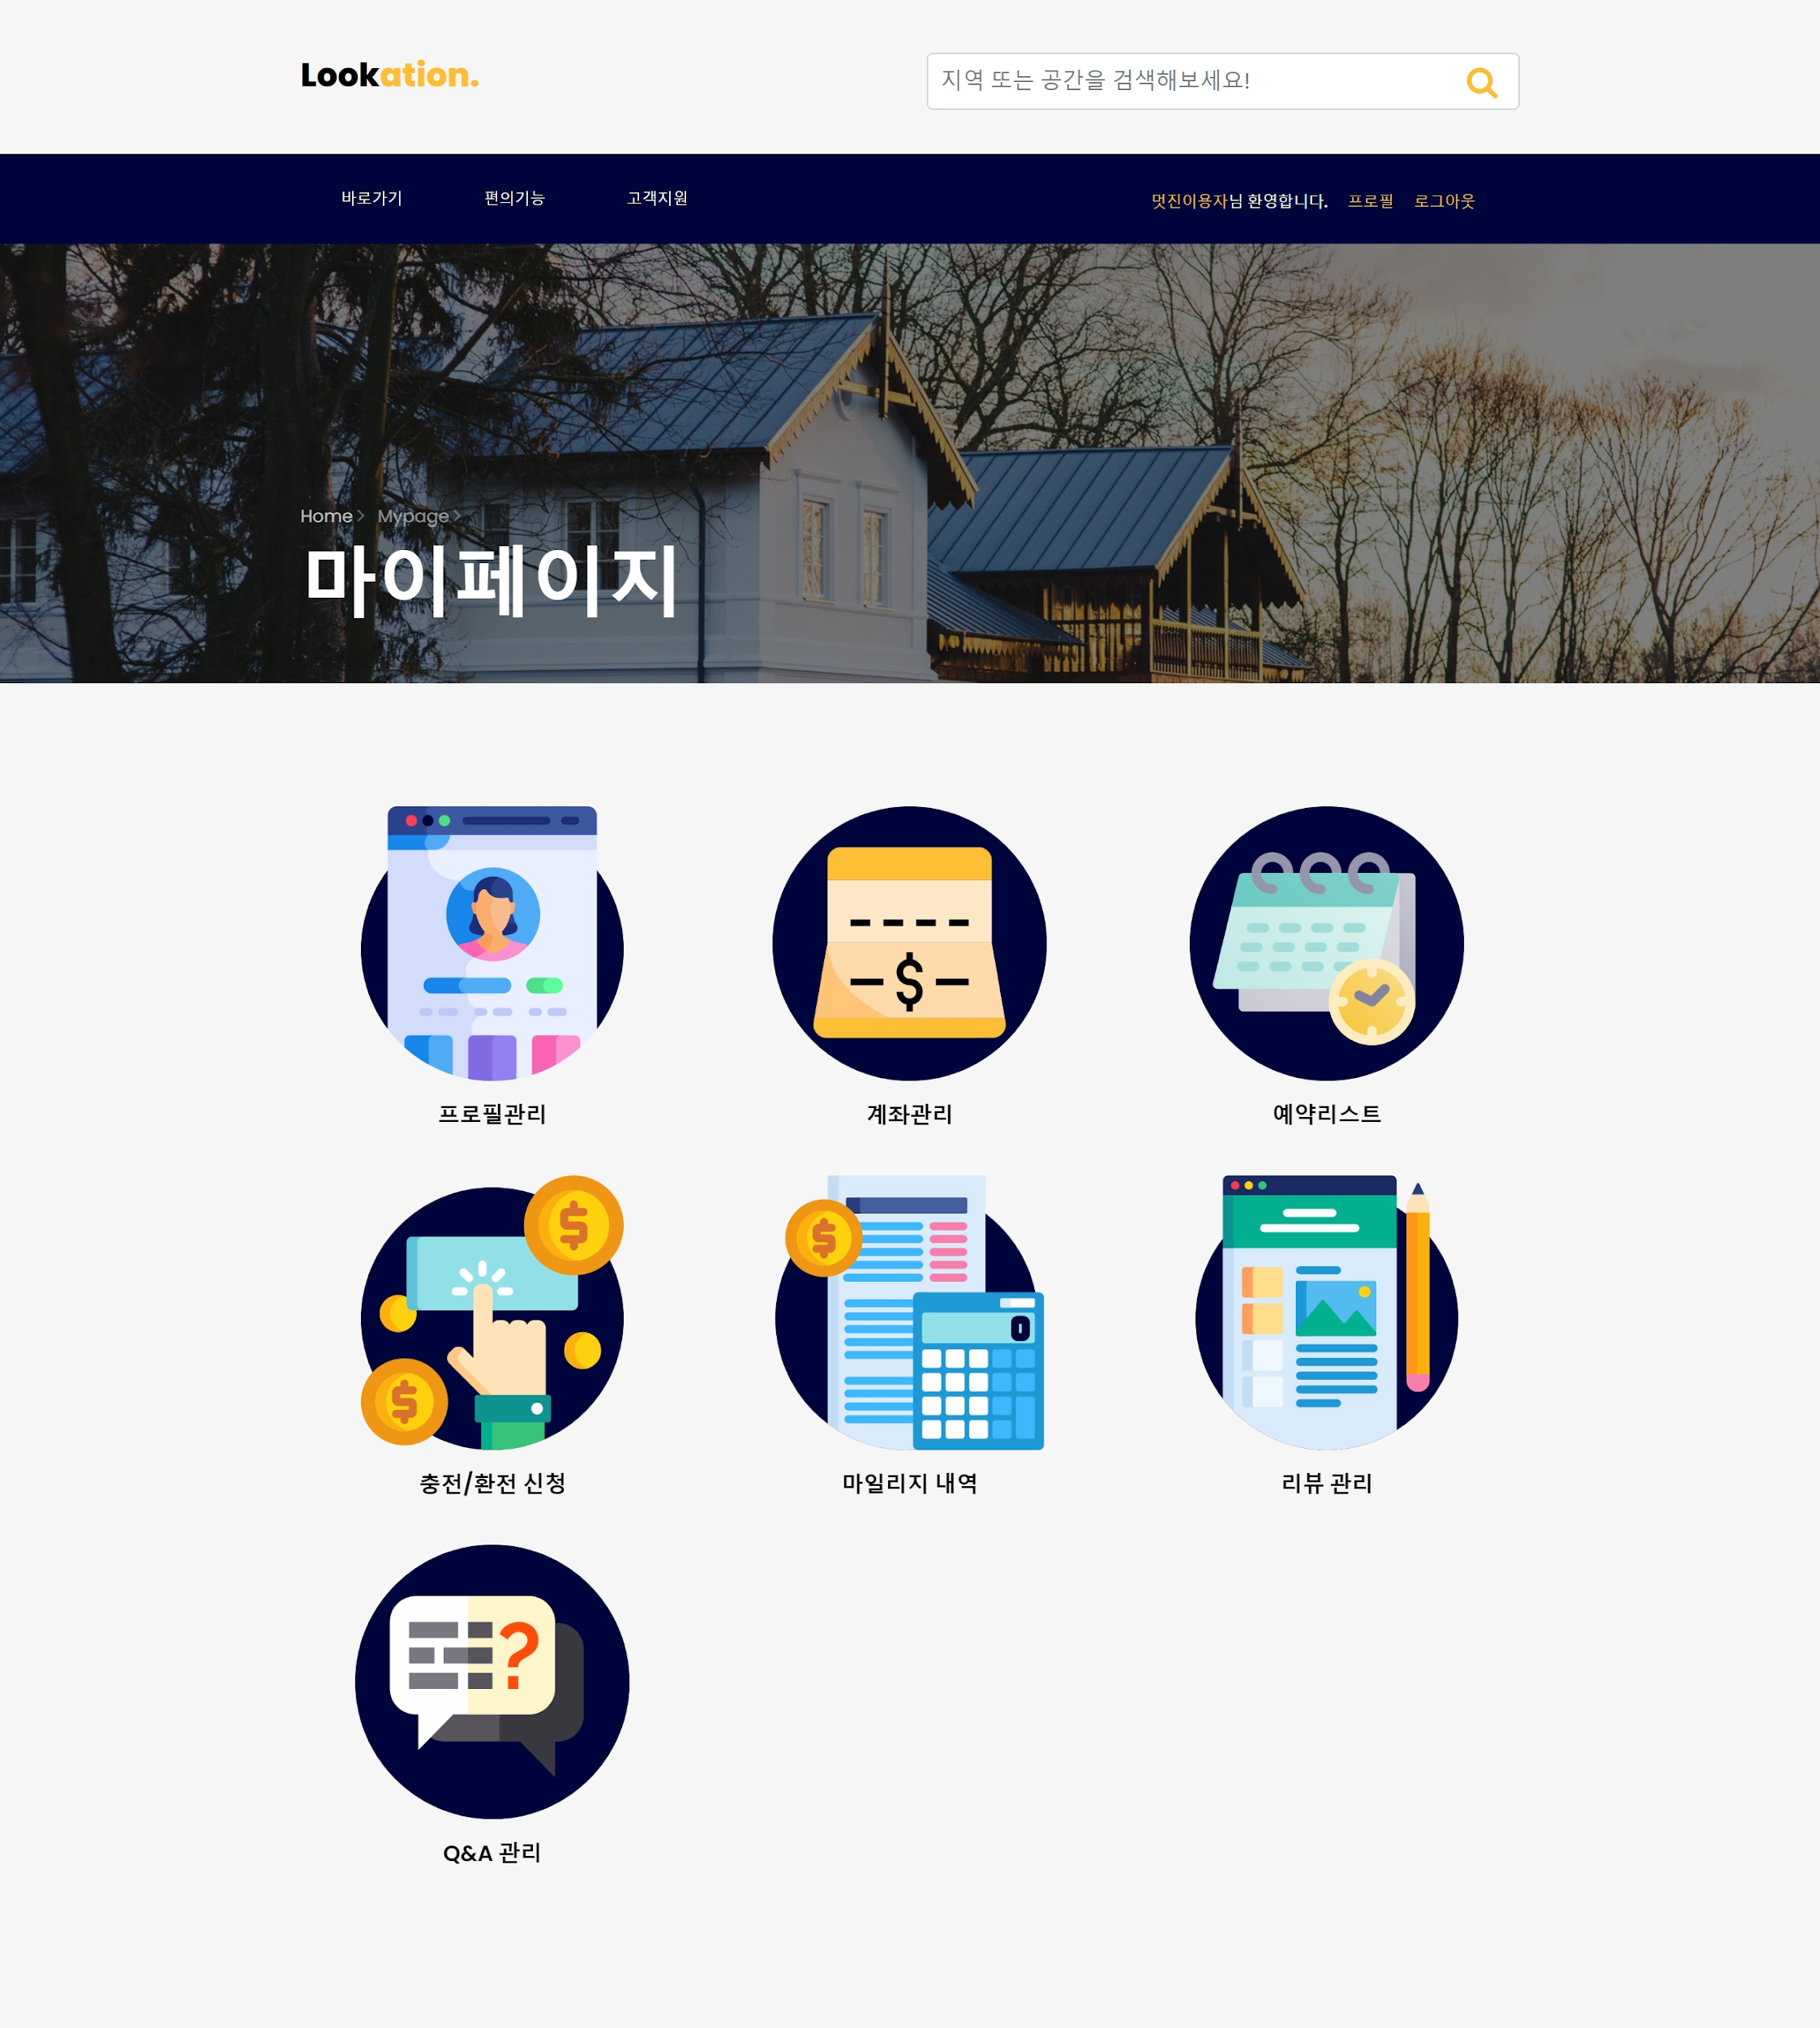 Lookation.
지역 또는 공간을 검색해보세요!
바로가기 편의기능 고객지원 멋진이용자님 환영합니다. 프로필 로그아웃
Home > Mypage >
마이페이지
프로필관리 계좌관리 예약리스트
충전/환전 신청 마일리지 내역 리뷰 관리
Q&A 관리